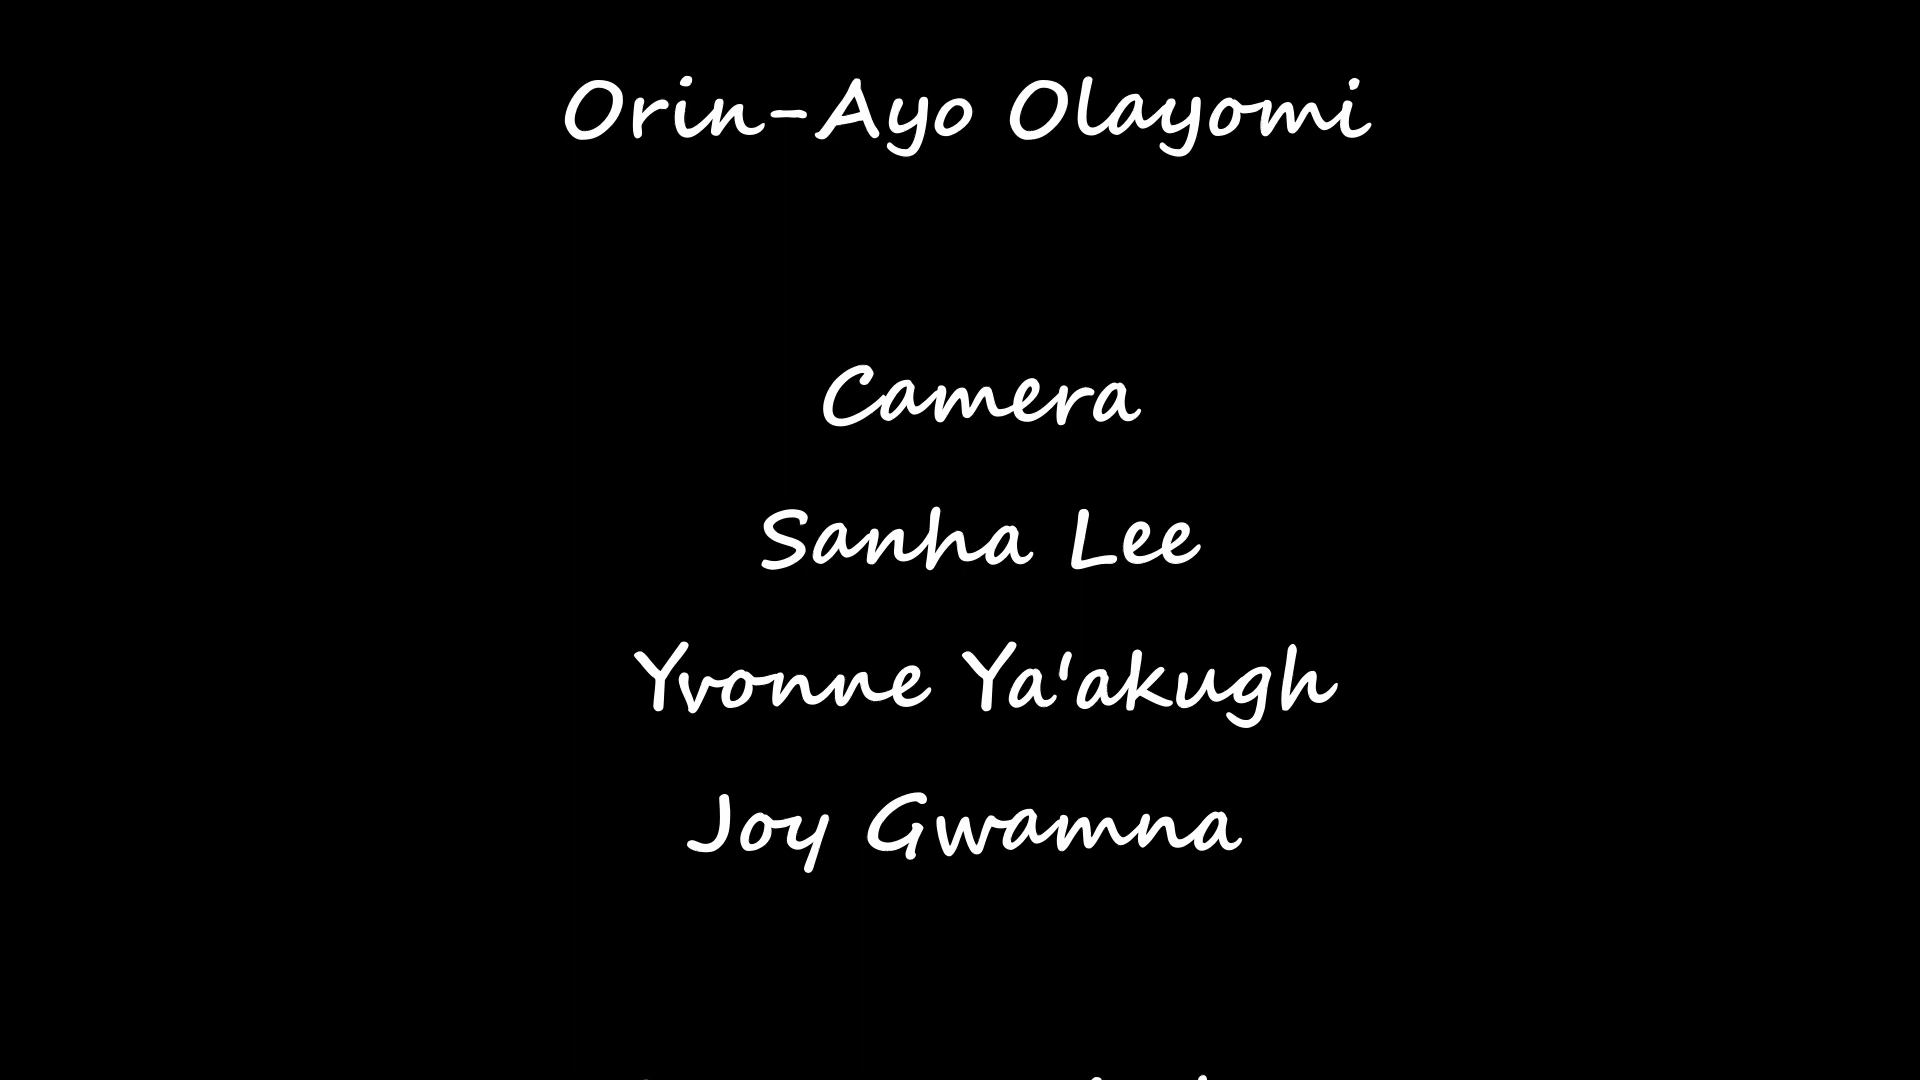 Orin-Ayo Olayomi
Camera
Sanha Lee
Yvonne Ya'akugh
Joy Gwamna